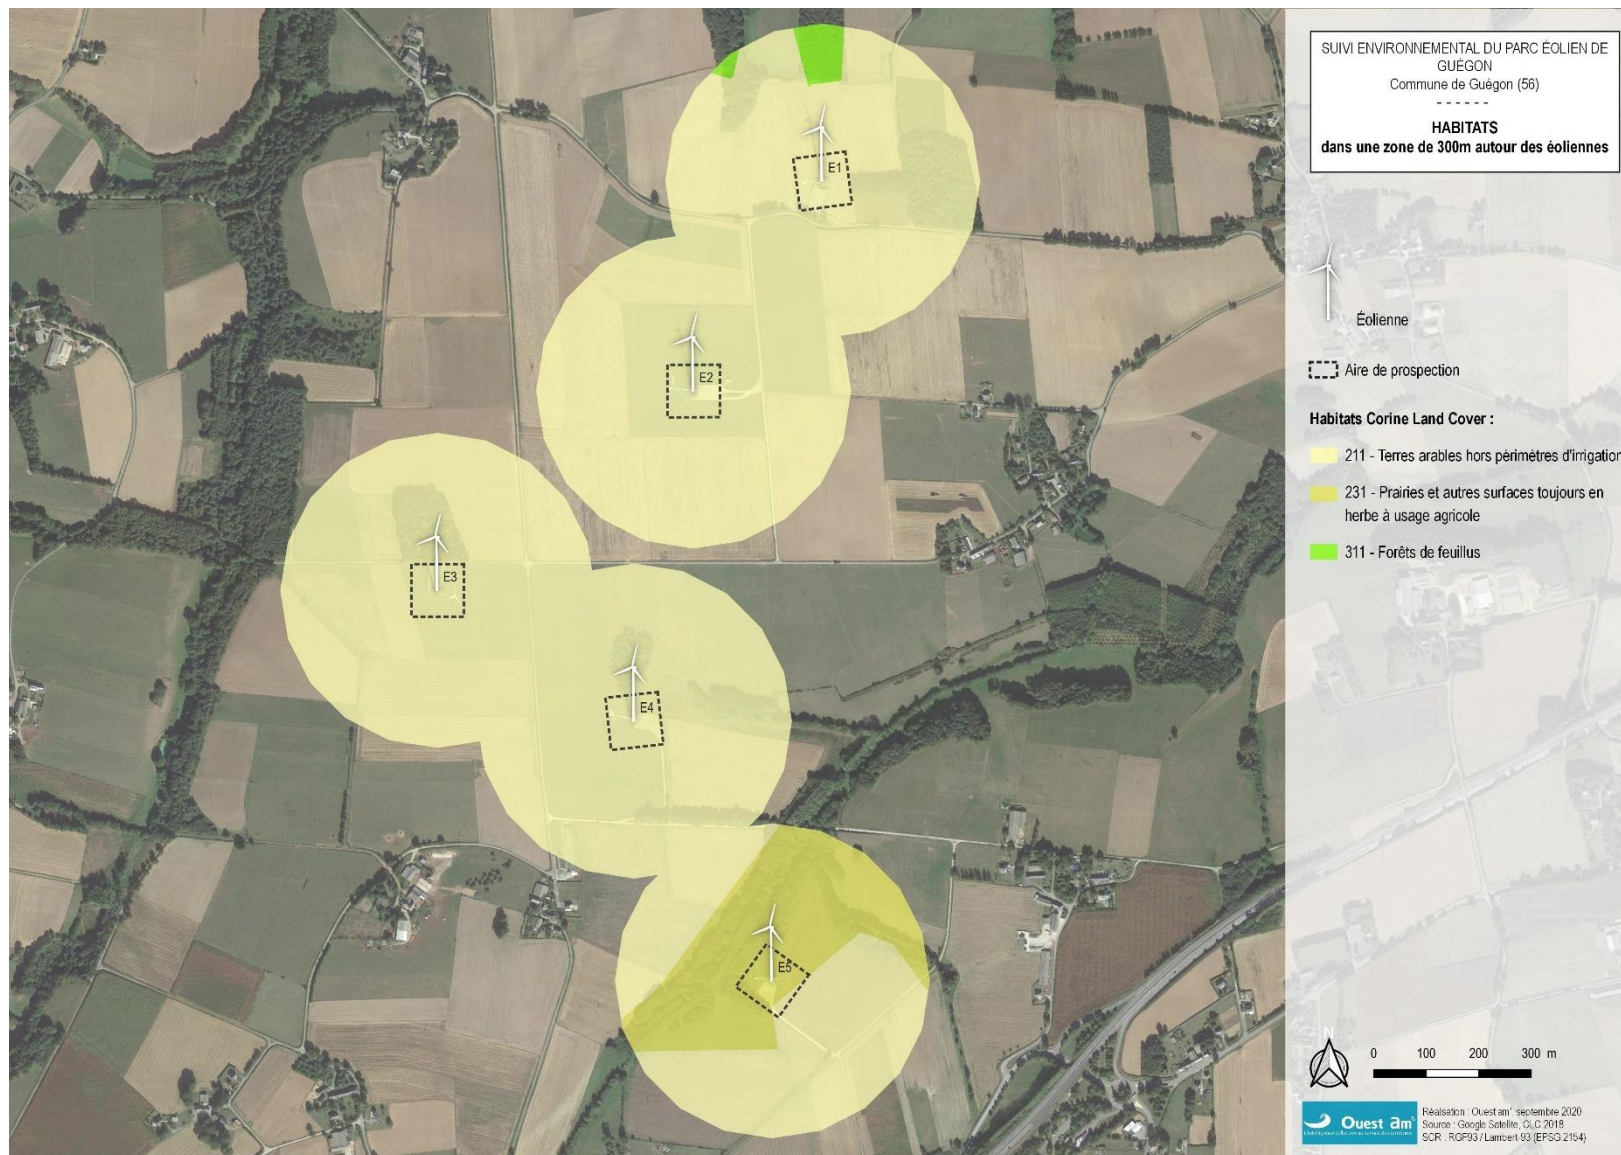 SUIVI ENVIRONNEMENTAL DU PARC ÉOLIEN DE
GUÉGON
Commune de Guégon (56)
- - - - - -
HABITATS
dans une zone de 300m autour des éoliennes
Éolienne
Aire de prospection
Habitats Corine Land Cover :
211 - Terres arables hors périmètres d'irrigation
231 - Prairies et autres surfaces toujours en
herbe à usage agricole
311 - Forêts de feuillus
E1
E2
E3
E4
E5
N
0 100 200 300 m
Ouest am'
Réalisation : Ouest am', septembre 2020
Source : Google Satellite, CLC 2018
SCR : RGF93 / Lambert-93 (EPSG 2154)